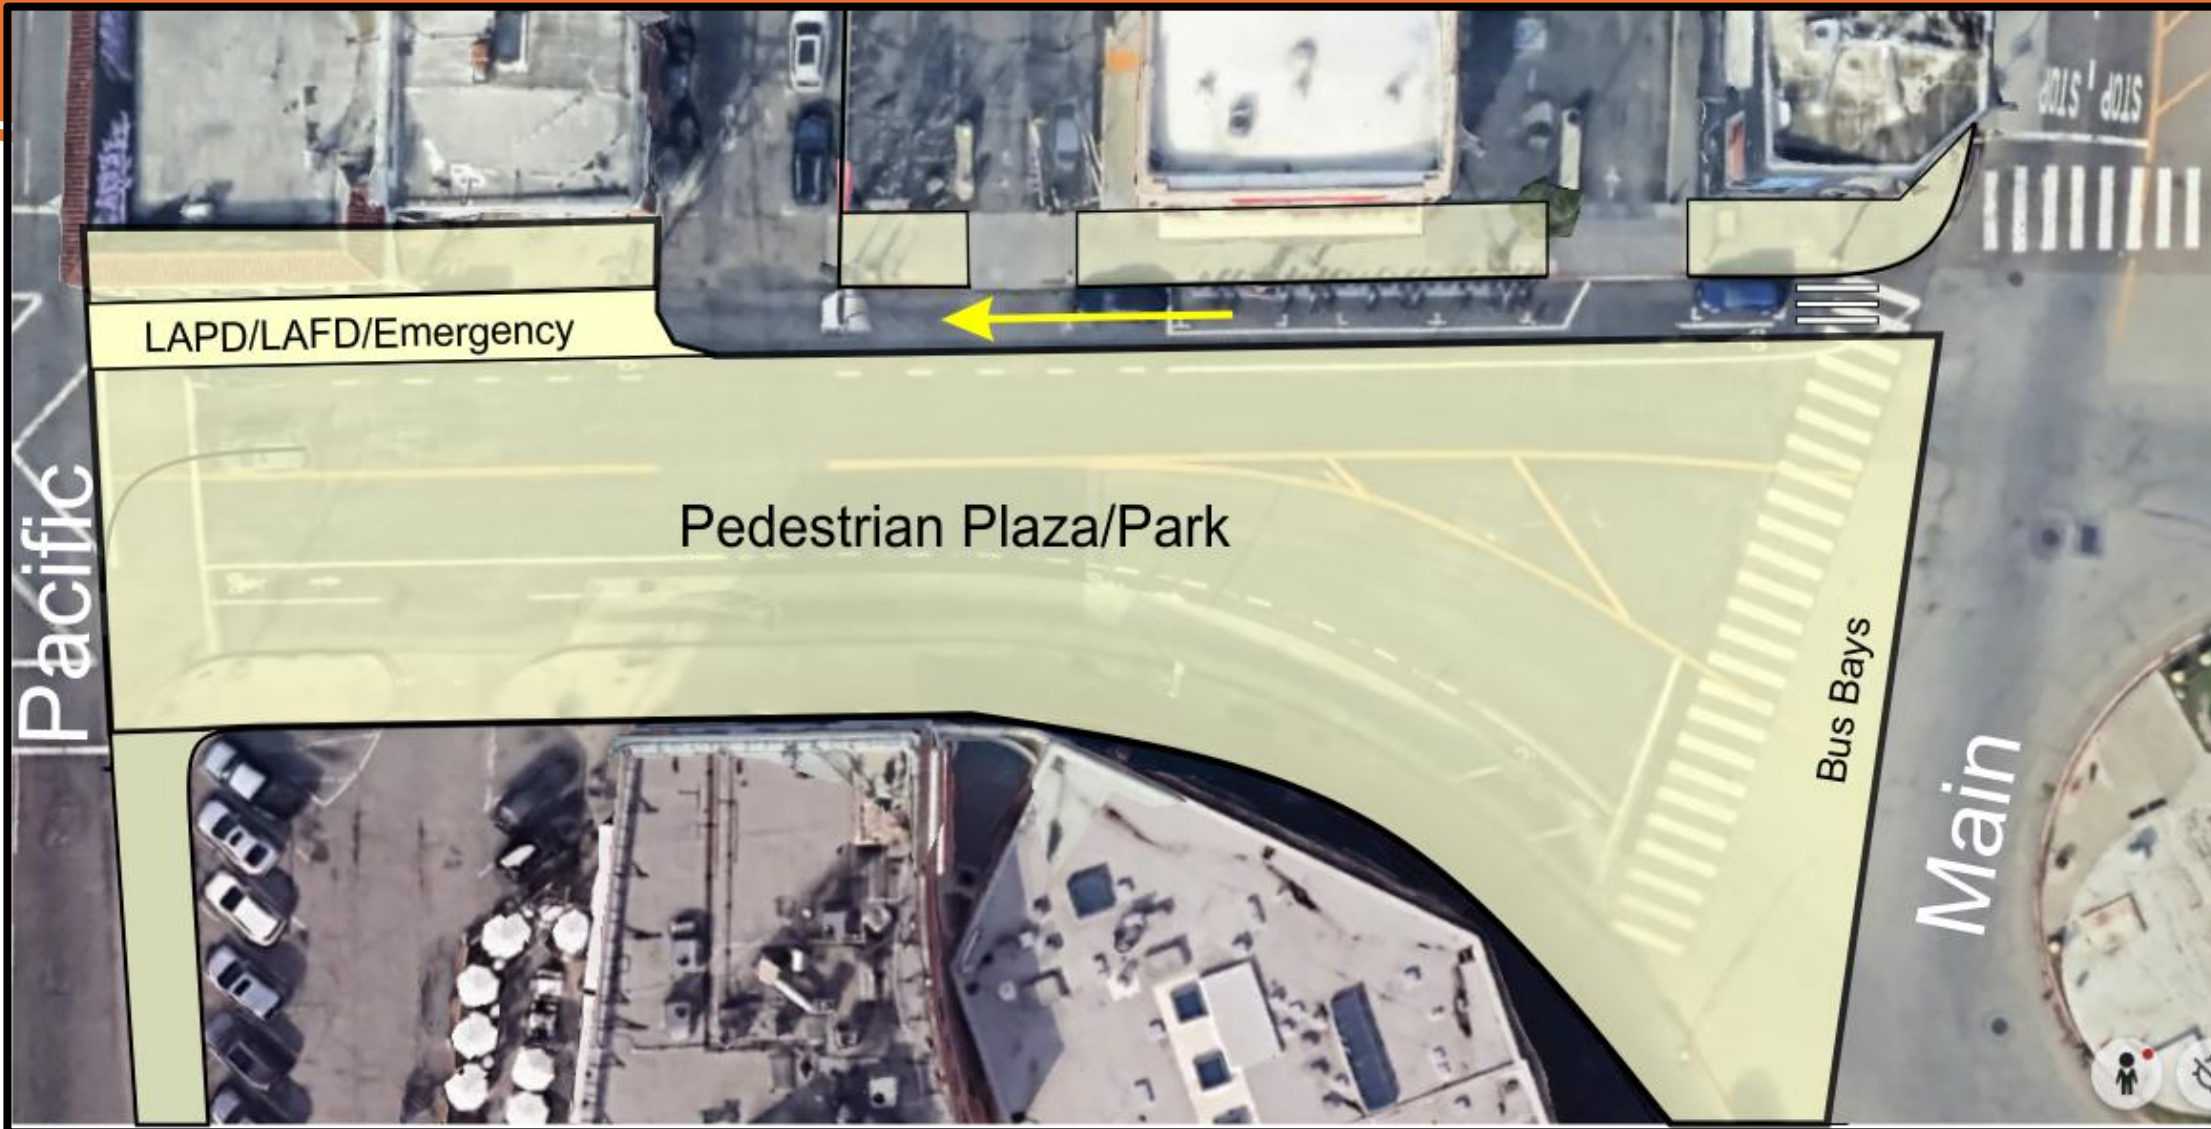 STOP , STOP
LAPD/LAFD/Emergency
Pacific
Pedestrian Plaza/Park
Bus Bays
Main